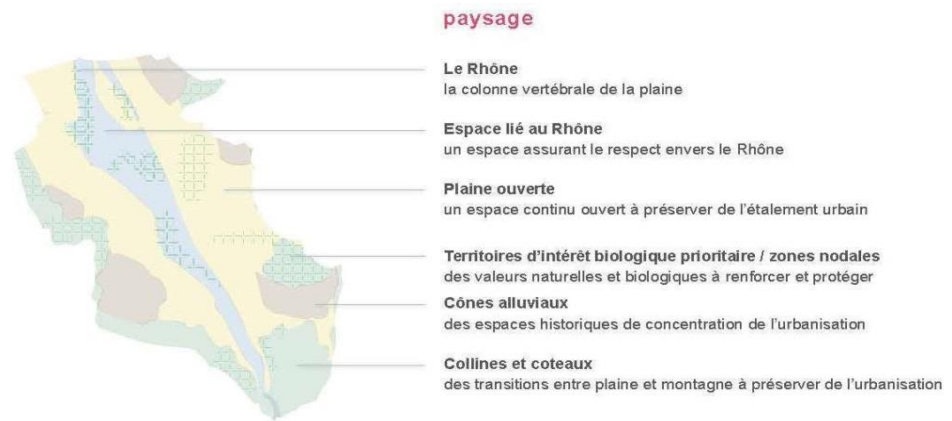 paysage
Le Rhône
la colonne vertébrale de la plaine
Espace lié au Rhône
un espace assurant le respect envers le Rhône
Plaine ouverte
un espace continu ouvert à préserver de l'étalement urbain
Territoires d'intérêt biologique prioritaire / zones nodales
des valeurs naturelles et biologiques à renforcer et protéger
Cônes alluviaux
des espaces historiques de concentration de l'urbanisation
Collines et coteaux
des transitions entre plaine et montagne à préserver de l'urbanisation